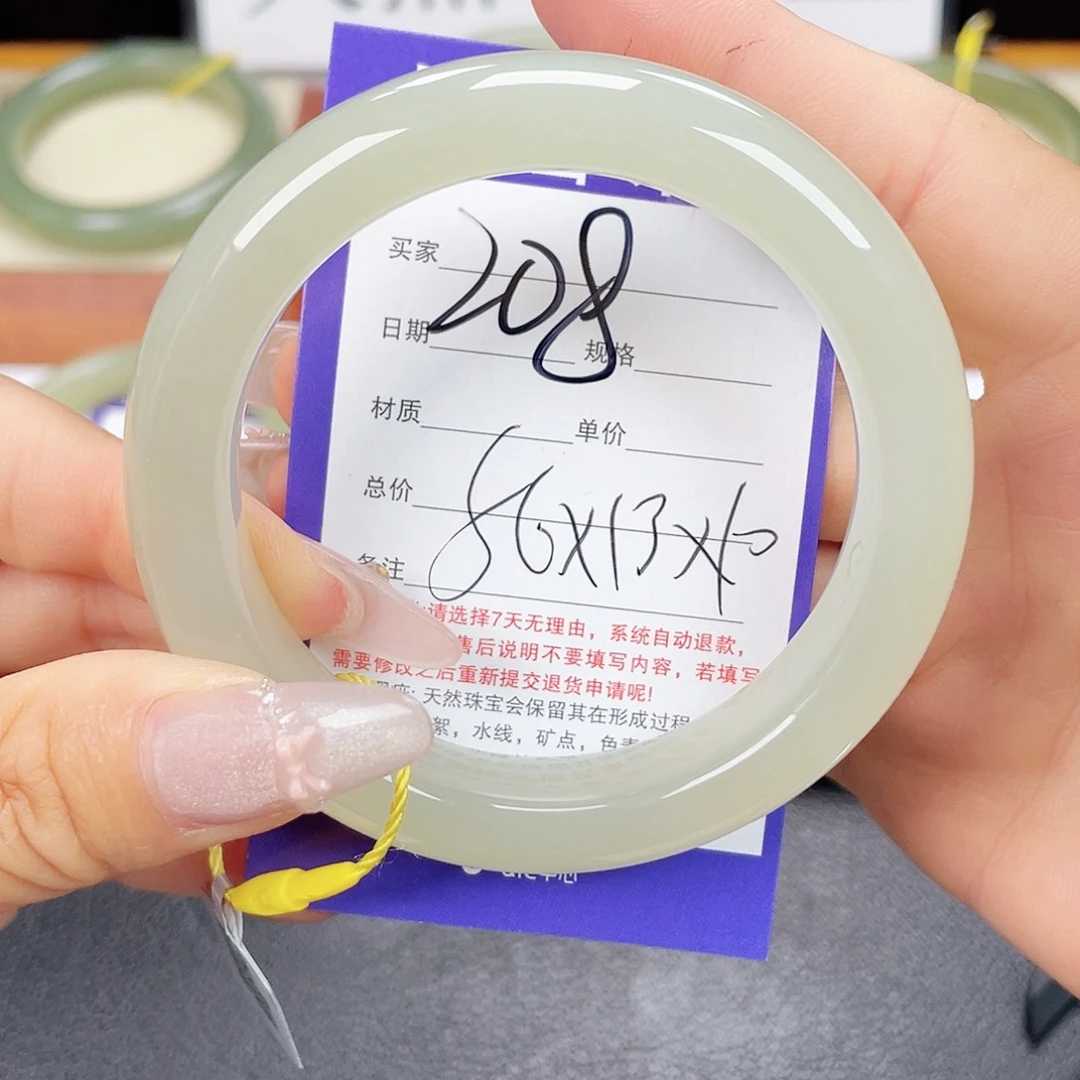 买家 208
日期 规格
材质 单价
总价
备注 56X13X10
请选择7天无理由，系统自动退款，
售后说明不要填写内容，若填写
需要修改之后重新提交退货申请呢!
天然珠宝会保留其在形成过程
絮，水线，矿点，色素